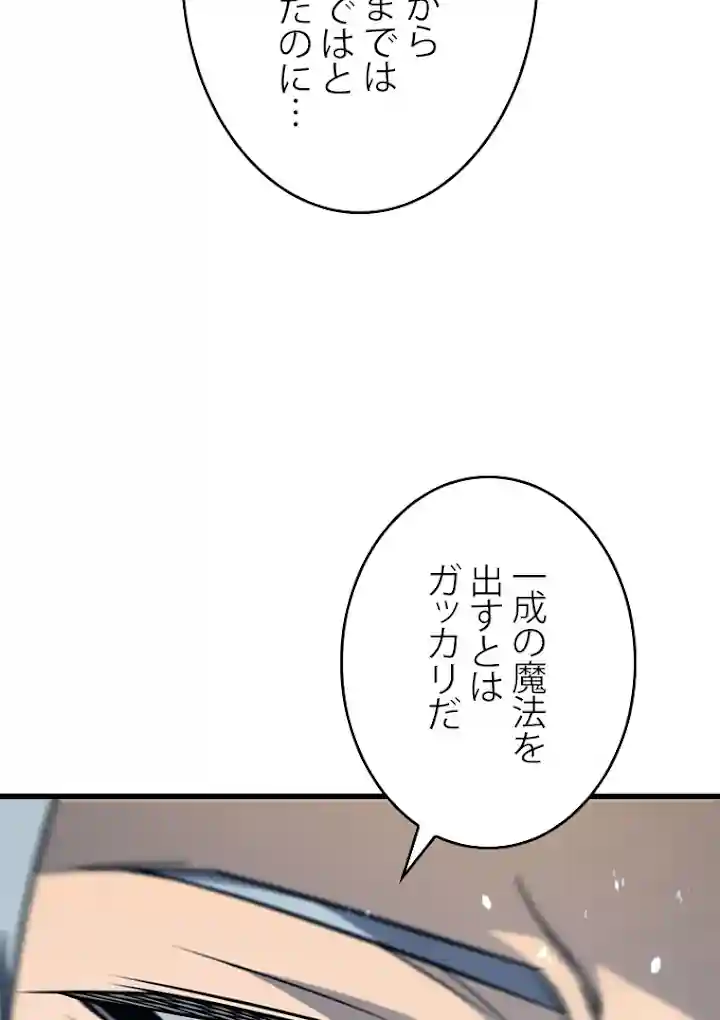 から
までは
ではと
たのに…
一成の魔法を
出すとは
ガッカリだ